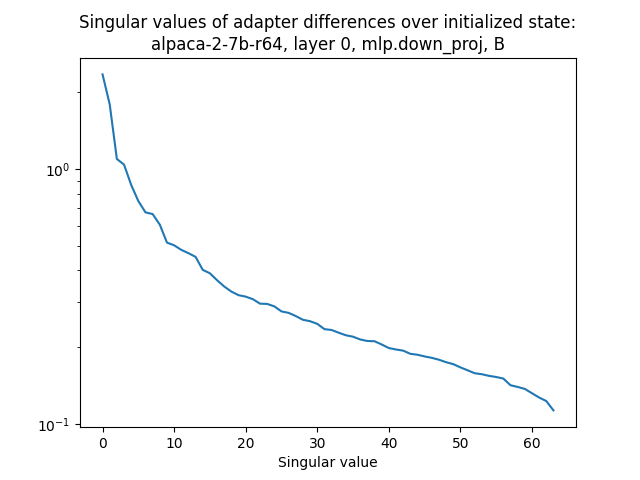 Singular values of adapter differences over initialized state:
alpaca-2-7b-r64, layer 0, mlp.down_proj, B
10⁰
10⁻¹
0 10 20 30 40 50 60
Singular value